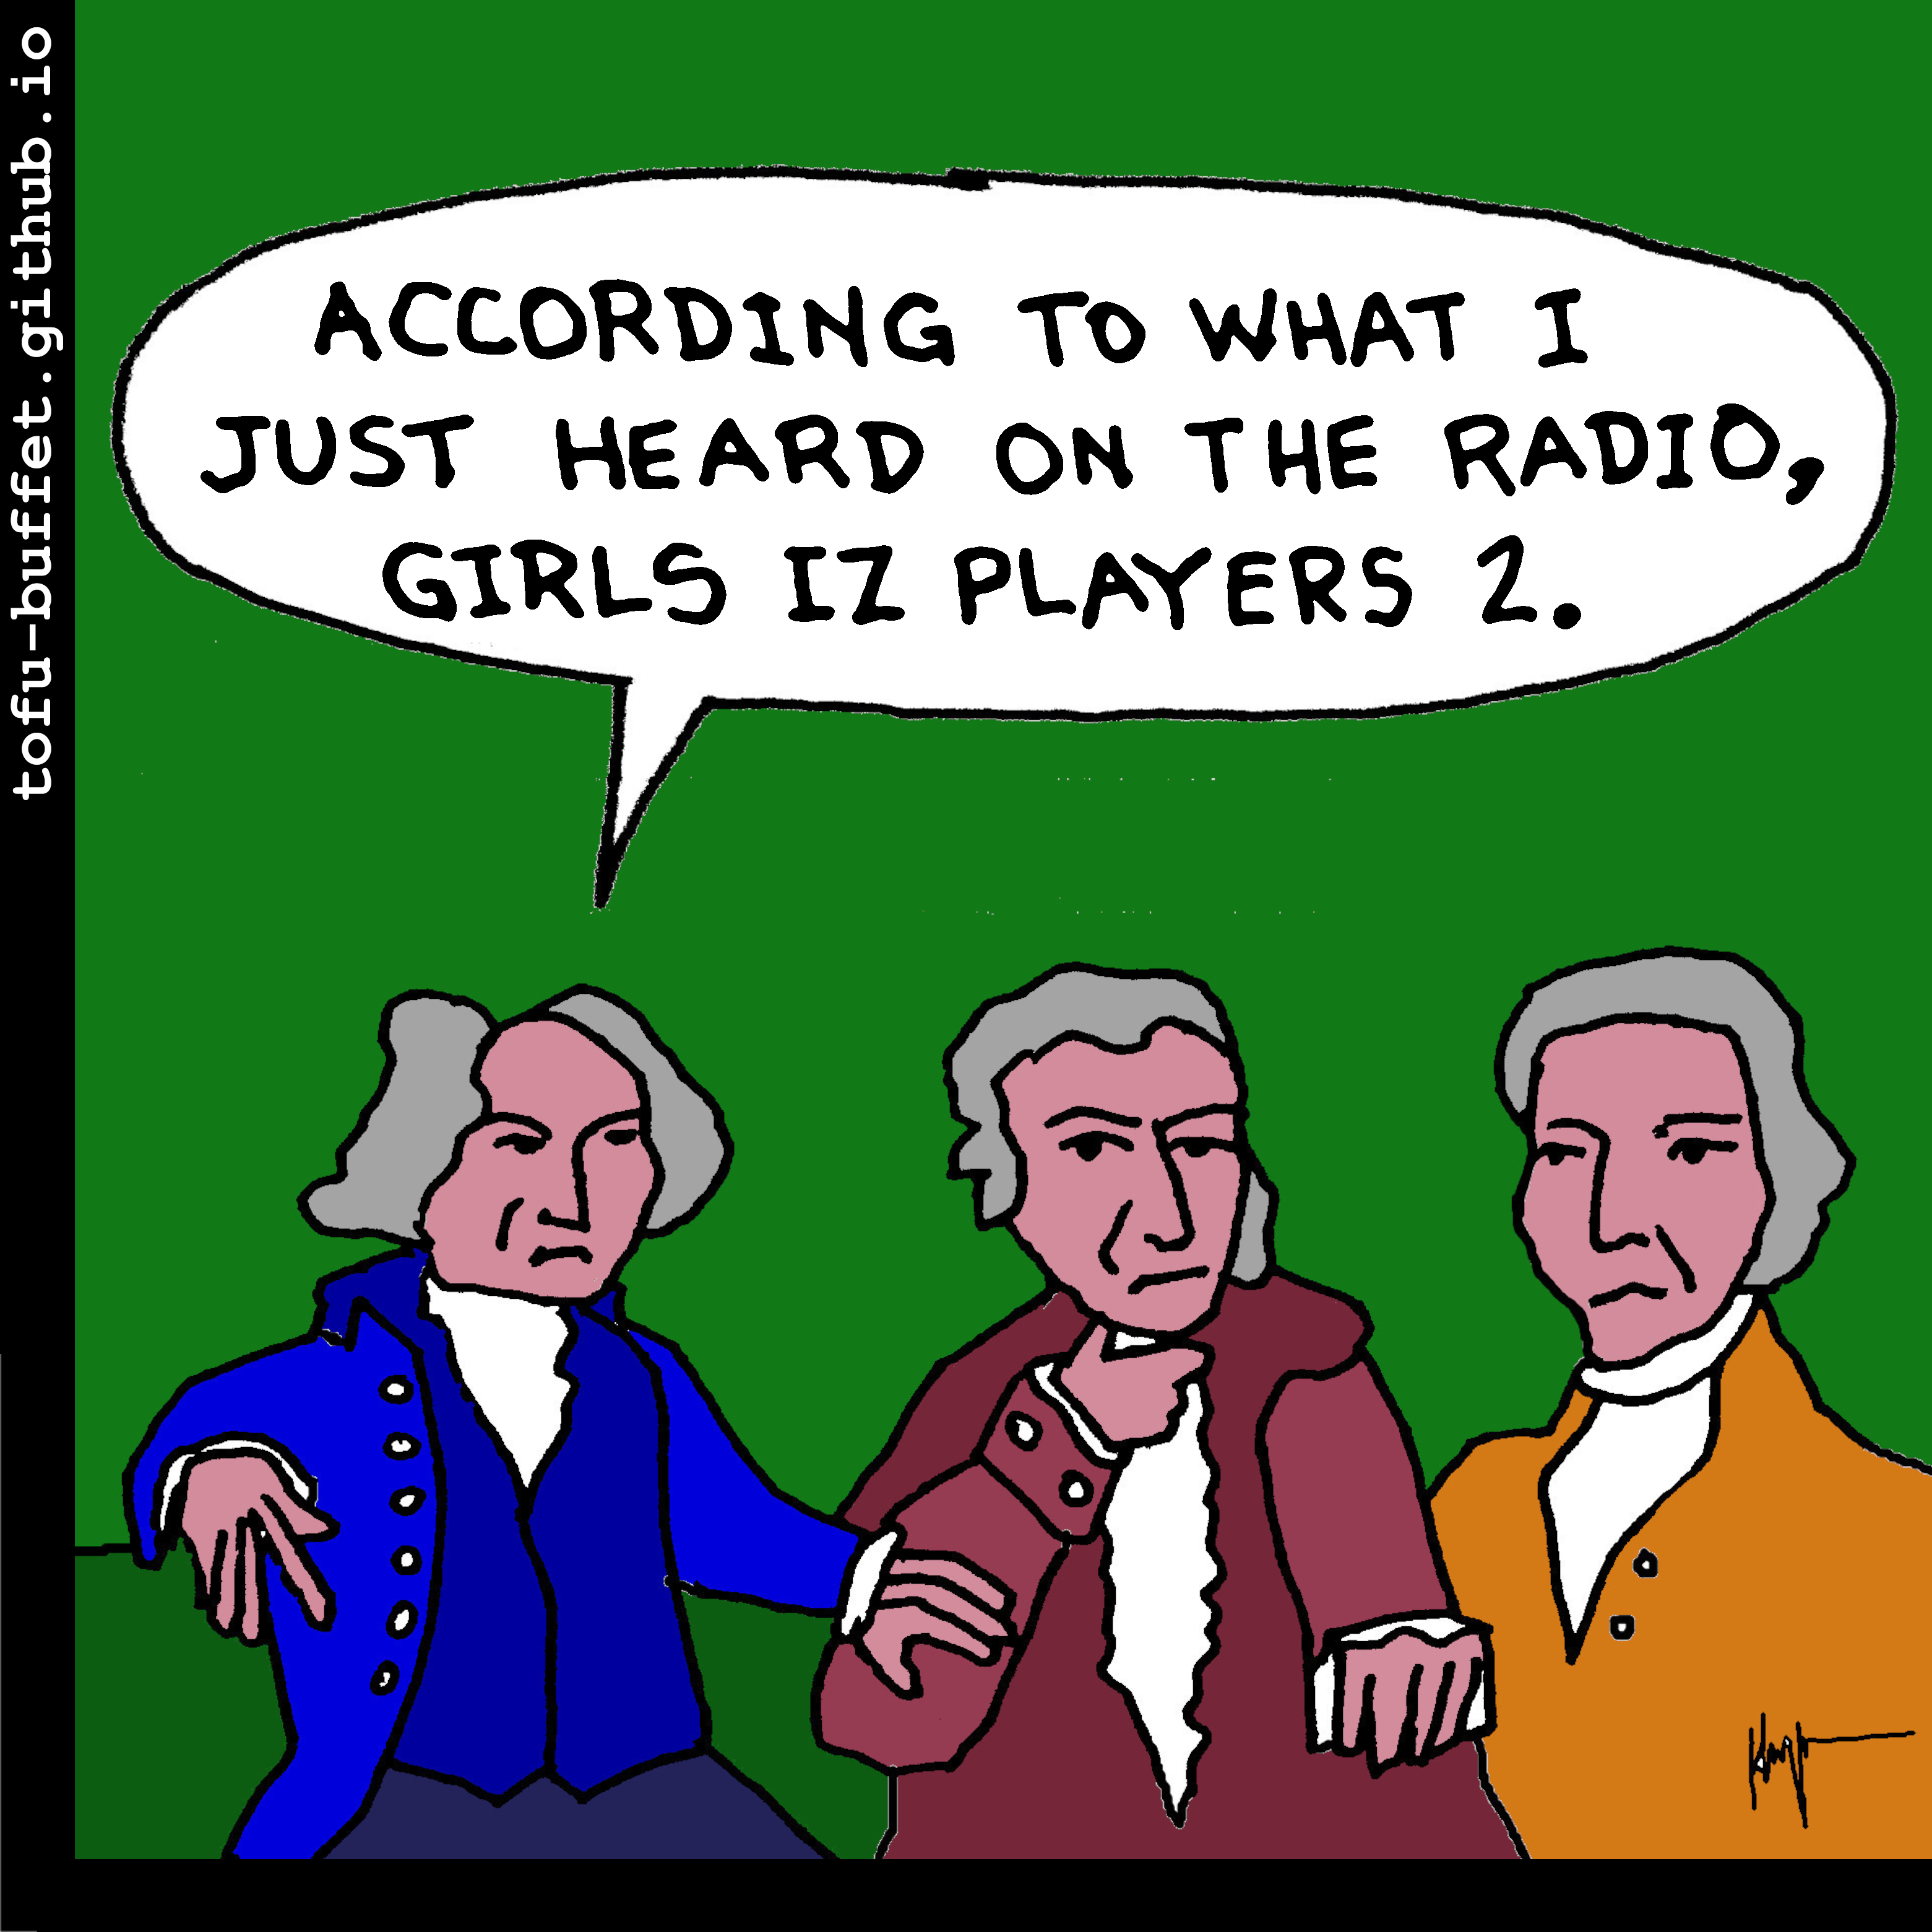 tofu-buffet.github.io
ACCORDING TO WHAT I
JUST HEARD ON THE RADIO,
GIRLS IZ PLAYERS 2.